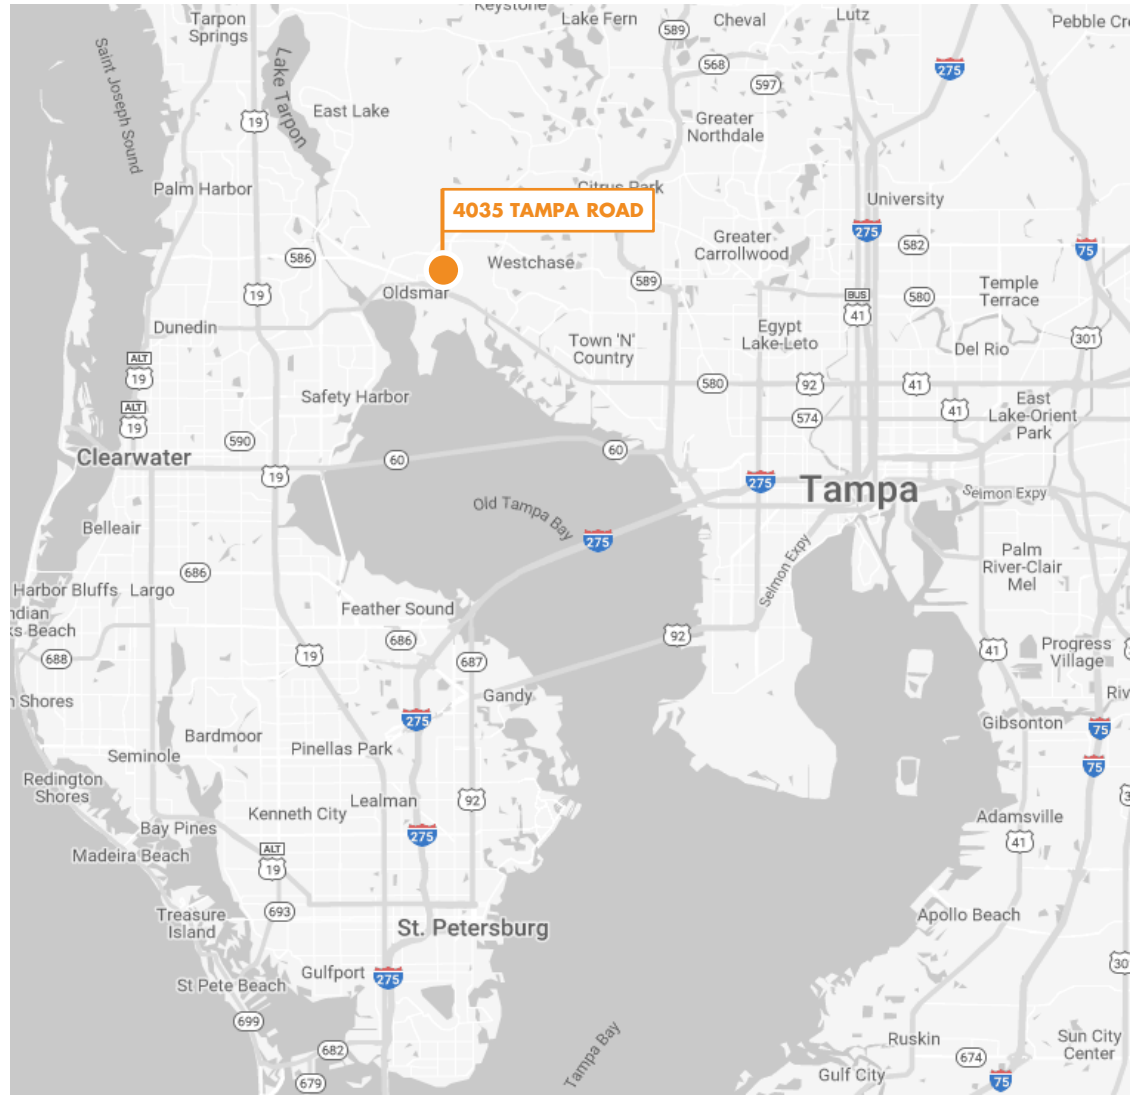 Keystone
Tarpon
Springs
Lake Fern
589
Cheval
Lutz
Pebble Cre
Saint Joseph Sound
Lake Tarpon
568
275
597
19
East Lake
Greater
Northdale
Palm Harbor
Citrus Park
4035 TAMPA ROAD
University
275
582
75
Greater
Carrollwood
586
Westchase
589
Oldsmar
19
BUS
41
580
Temple
Terrace
Dunedin
Egypt
Lake-Leto
Town 'N'
Country
Del Rio
301
ALT
19
580
92
41
Safety Harbor
ALT
19
574
41
East
Lake-Orient
Park
590
Clearwater
60
60
19
275
Tampa
Selmon Expy
Old Tampa Bay
Belleair
275
Selmon Expy
Palm
River-Clair
Mel
686
Harbor Bluffs
Largo
Feather Sound
ndian
ks Beach
686
92
688
19
687
41
Progress
Village
n Shores
Gandy
Riv
275
Gibsonton
75
Bardmoor
Pinellas Park
Seminole
75
Redington
Shores
Lealman
92
Kenneth City
Adamsville
Bay Pines
275
41
Madeira Beach
ALT
19
693
Treasure
Island
St. Petersburg
Apollo Beach
30
Gulfport
275
St Pete Beach
699
682
Tampa Bay
Ruskin
674
Sun City
Center
Gulf City
75
679